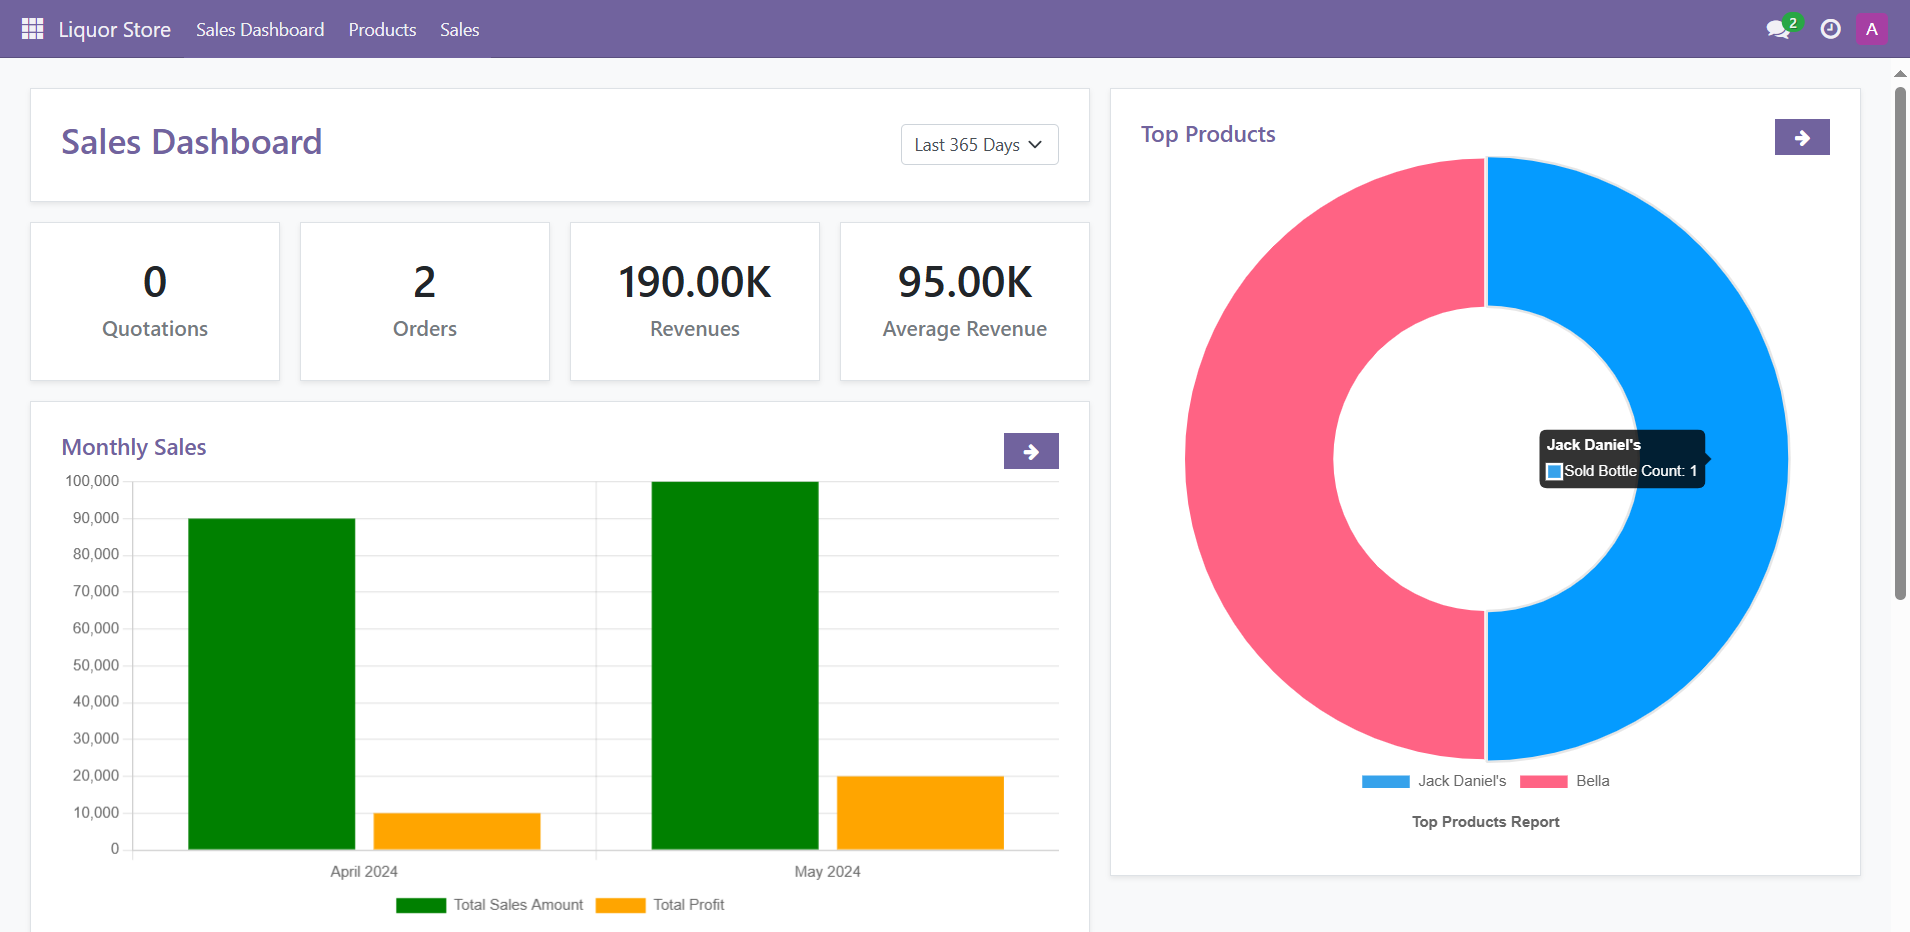 Liquor Store Sales Dashboard Products Sales
2
A
Sales Dashboard
Last 365 Days
0
Quotations
2
Orders
190.00K
Revenues
95.00K
Average Revenue
Monthly Sales
100,000
90,000
80,000
70,000
60,000
50,000
40,000
30,000
20,000
10,000
0
April 2024 May 2024
Total Sales Amount Total Profit
Top Products
Jack Daniel's
Sold Bottle Count: 1
Jack Daniel's Bella
Top Products Report